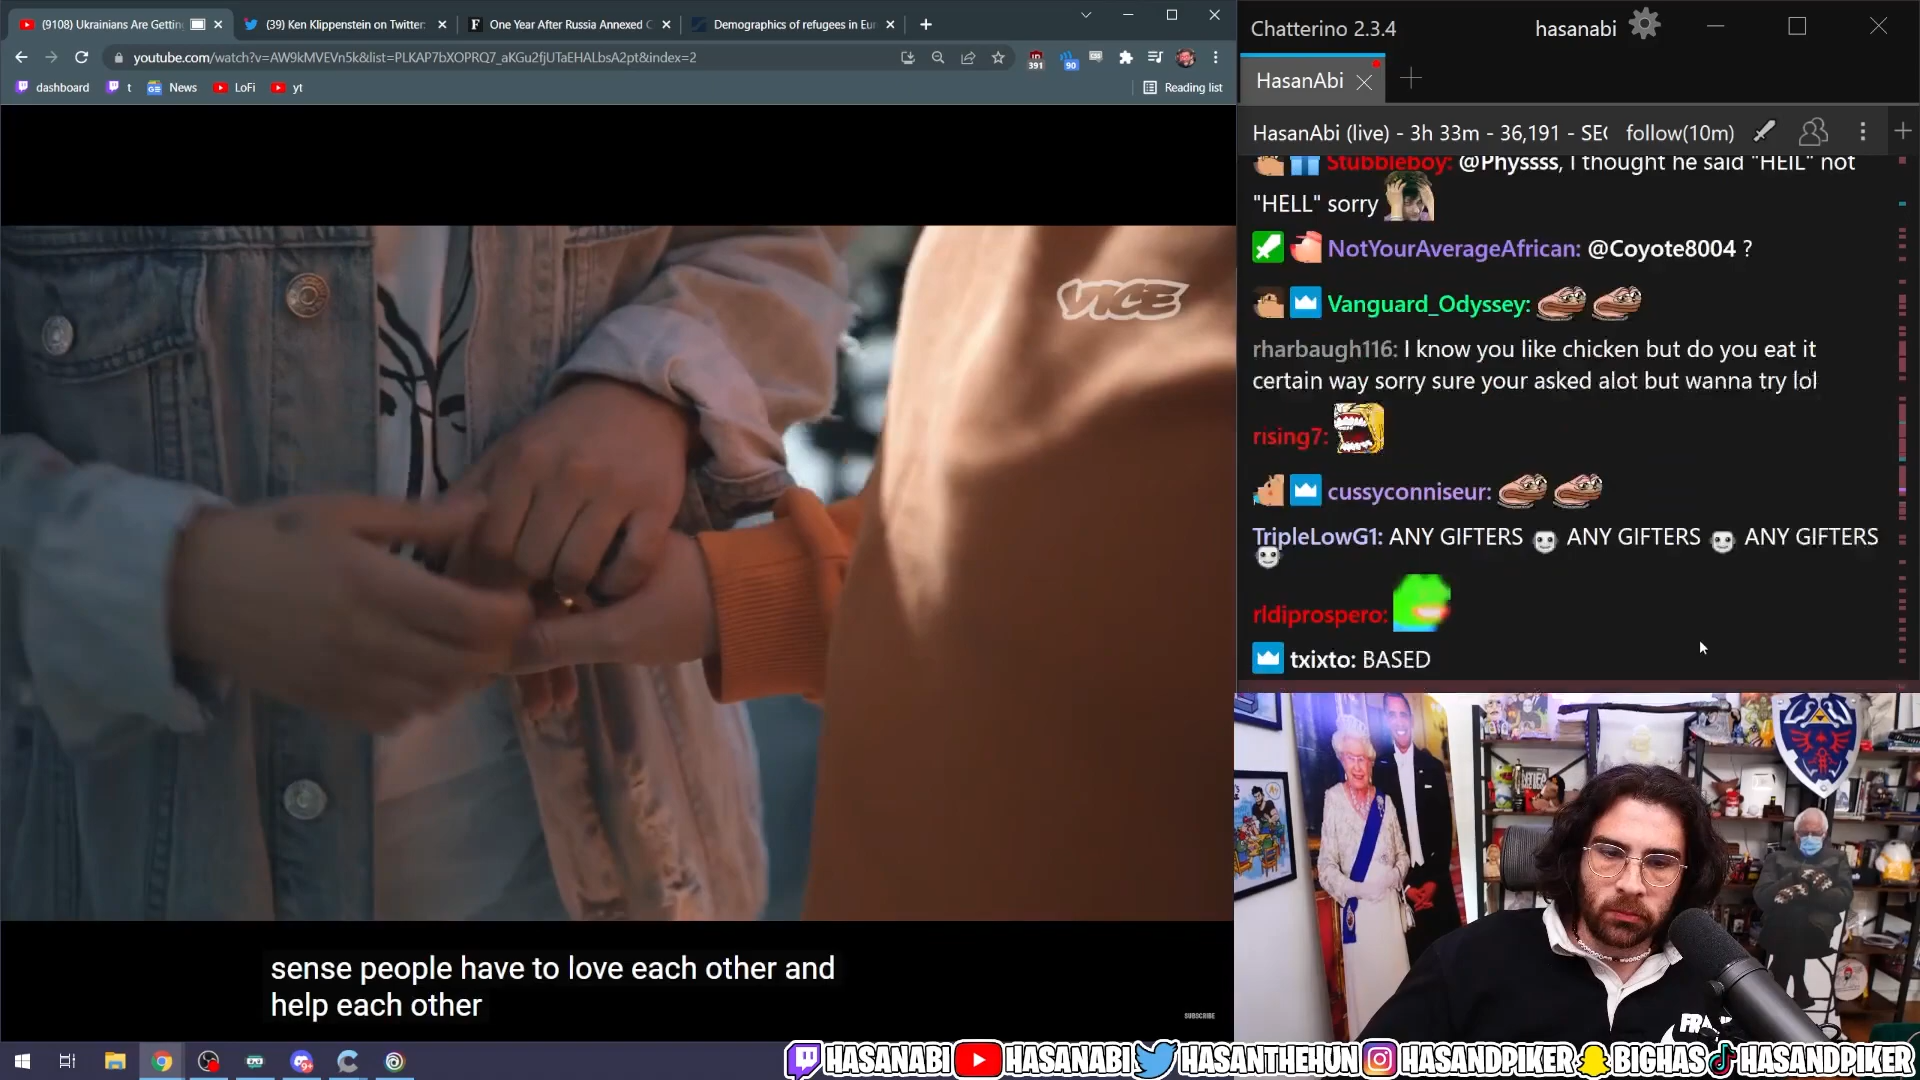 (9108) Ukrainians Are Getting
(39) Ken Klippenstein on Twitter:
One Year After Russia Annexed C
Demographics of refugees in Eur
youtube.com/watch?v=AW9kMVEVn5k&list=PLKAP7bXOPRQ7_aKGu2fjUTaEHALbsA2pt&index=2
391
90
dashboard
t
News
LoFi
yt
Reading list
VICE
sense people have to love each other and
help each other
SUBSCRIBE
Chatterino 2.3.4
hasanabi
HasanAbi
HasanAbi (live) - 3h 33m - 36,191 - SE
follow(10m)
Stubbleboy: @Physsss, I thought he said "HEIL" not
"HELL" sorry
NotYourAverageAfrican: @Coyote8004 ?
Vanguard_Odyssey:
rharbaugh116: I know you like chicken but do you eat it
certain way sorry sure your asked alot but wanna try lol
rising7:
cussyconniseur:
TripleLowG1: ANY GIFTERS ANY GIFTERS ANY GIFTERS
rldiprospero:
txixto: BASED
HASANABI
HASANABI
HASANTHEHUN
HASANDPIKER
BIGHAS
HASANDPIKER